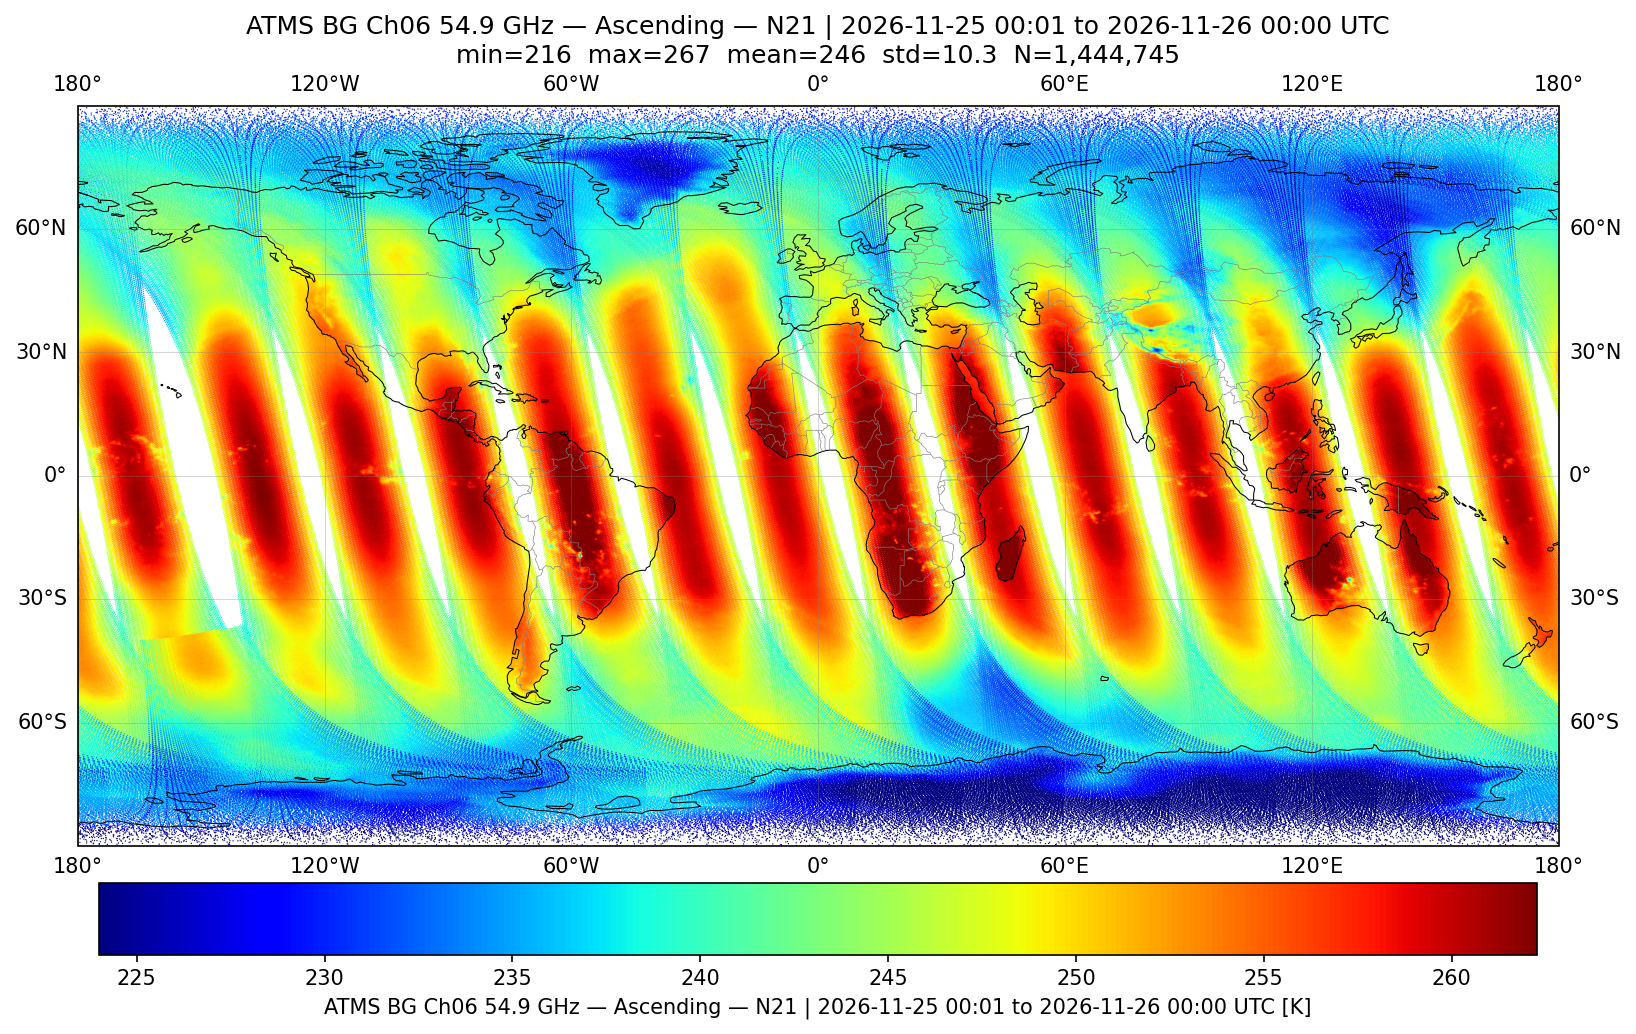 ATMS BG Ch06 54.9 GHz — Ascending — N21 | 2026-11-25 00:01 to 2026-11-26 00:00 UTC
min=216 max=267 mean=246 std=10.3 N=1,444,745
180° 120°W 60°W 0° 60°E 120°E 180°
60°N 60°N
30°N 30°N
0° 0°
30°S 30°S
60°S 60°S
180° 120°W 60°W 0° 60°E 120°E 180°
225 230 235 240 245 250 255 260
ATMS BG Ch06 54.9 GHz — Ascending — N21 | 2026-11-25 00:01 to 2026-11-26 00:00 UTC [K]